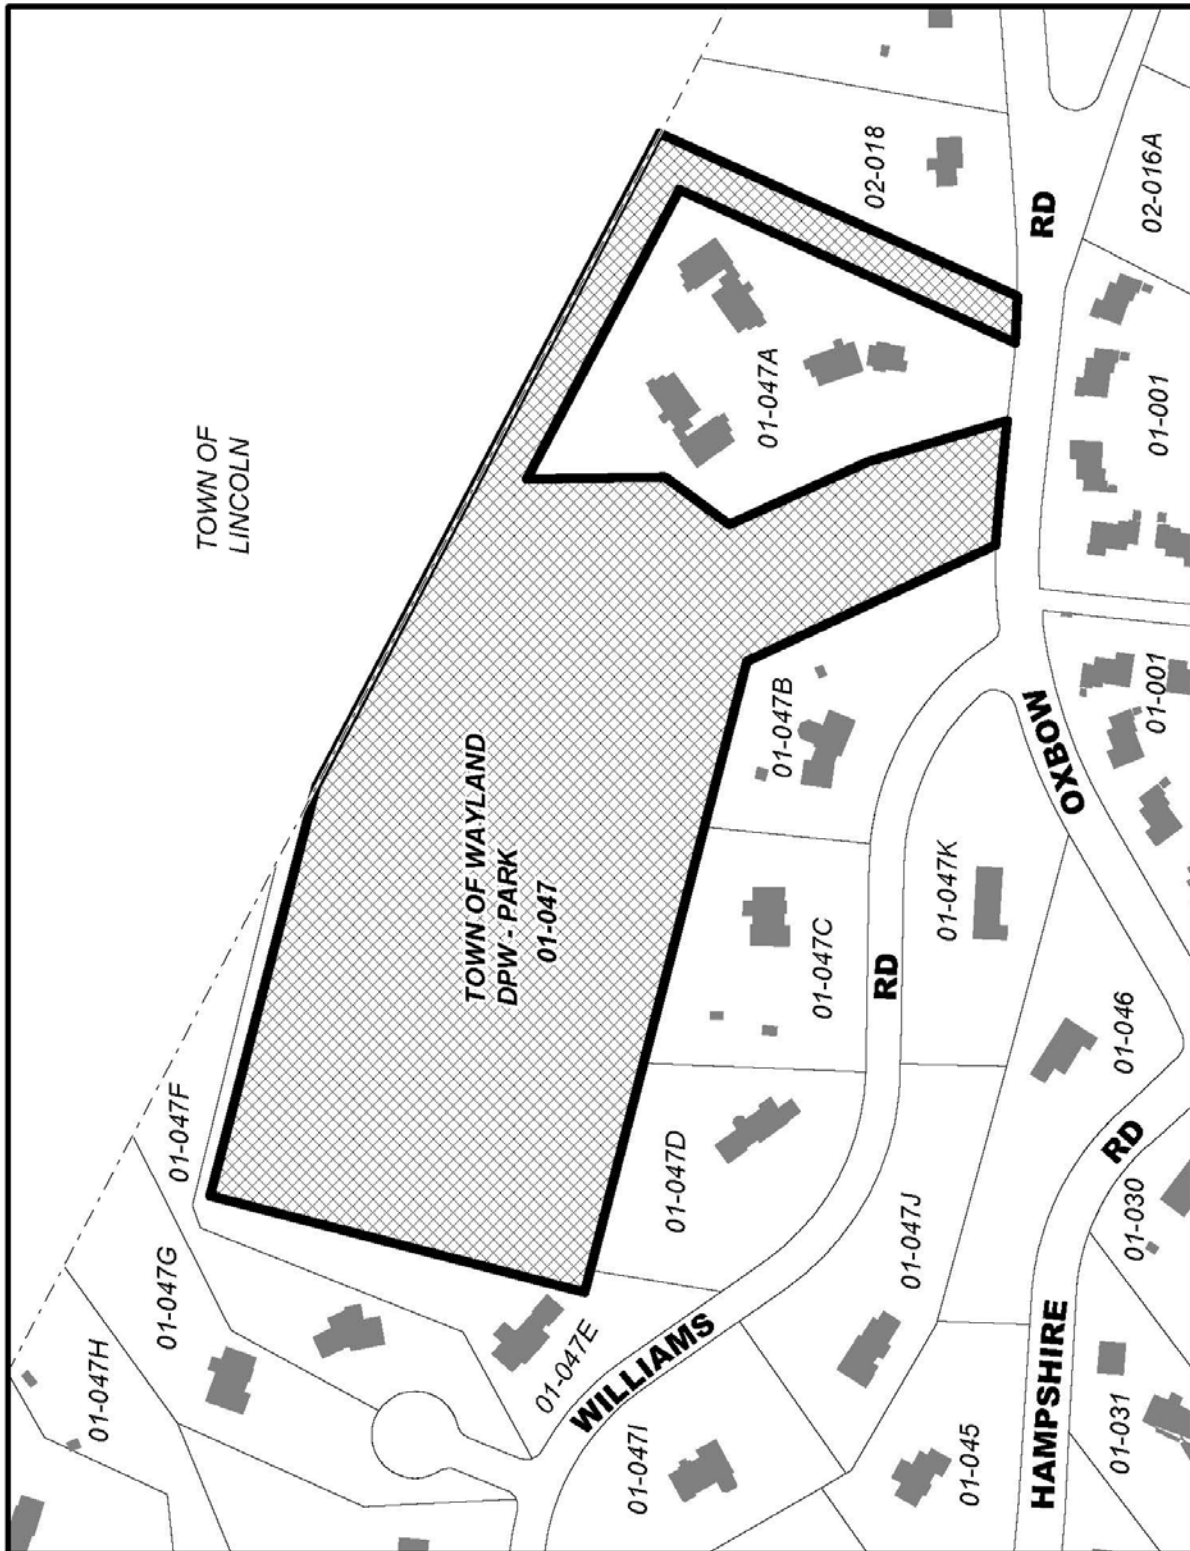 TOWN OF
LINCOLN
TOWN OF WAYLAND
DPW - PARK
01-047
02-018
RD
02-016A
01-047A
01-001
01-001
01-047B
OXBOW
01-047C
RD
01-047K
01-046
01-047F
01-047D
RD
01-030
01-047G
01-047J
01-047H
01-047E
WILLIAMS
01-047I
01-045
HAMPSHIRE
01-031